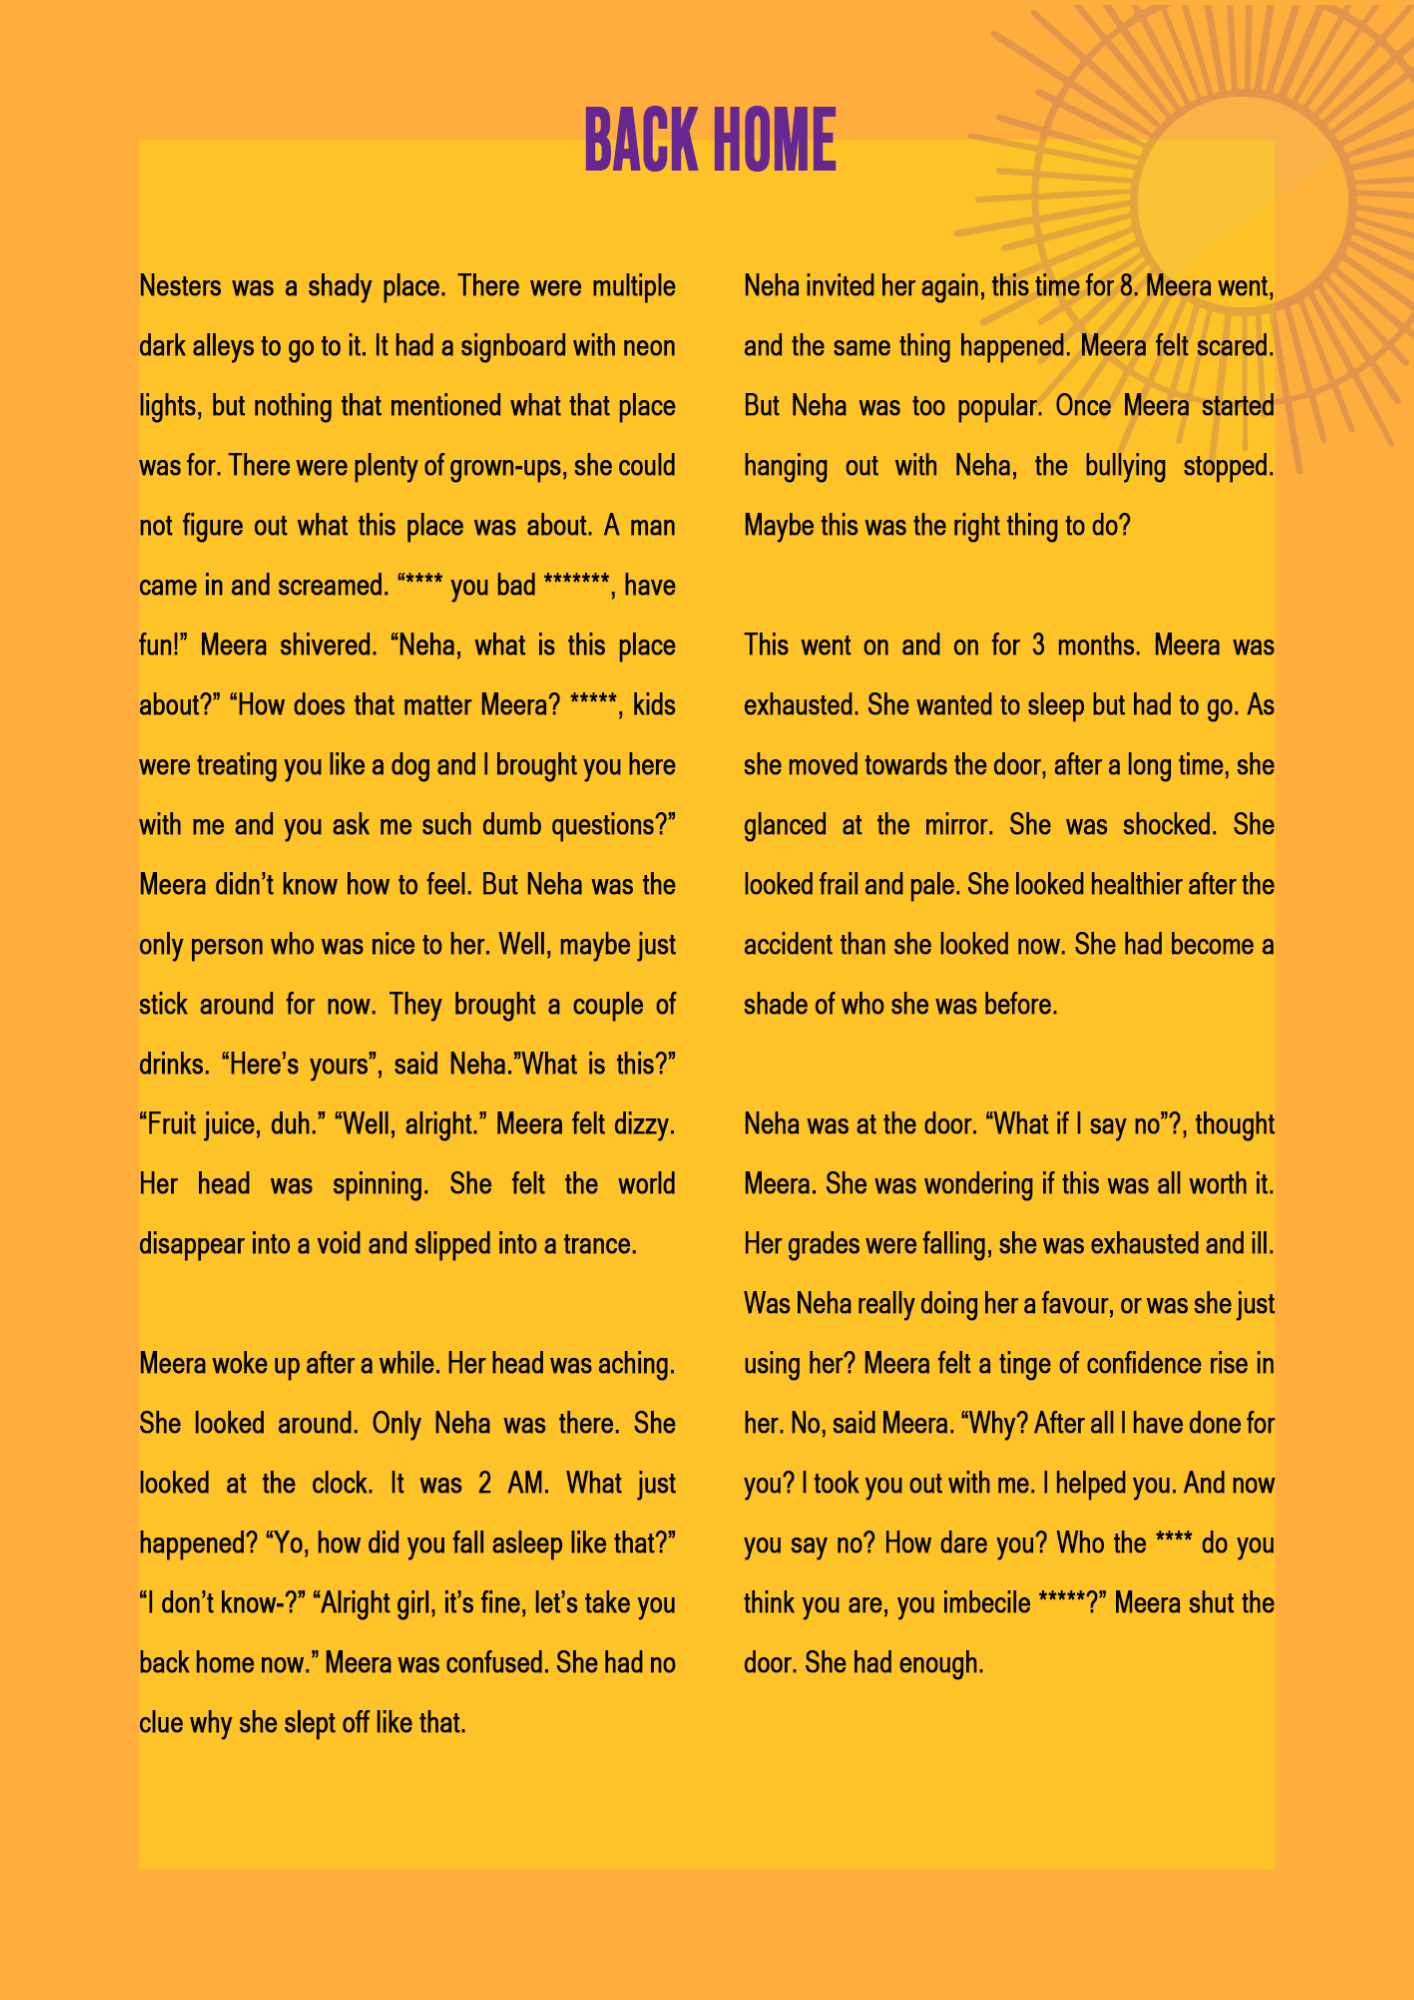 BACK HOME
Nesters was a shady place. There were multiple
dark alleys to go to it. It had a signboard with neon
lights, but nothing that mentioned what that place
was for. There were plenty of grown-ups, she could
not figure out what this place was about. A man
came in and screamed. “**** you bad *******, have
fun!” Meera shivered. “Neha, what is this place
about?” “How does that matter Meera? *****, kids
were treating you like a dog and I brought you here
with me and you ask me such dumb questions?”
Meera didn’t know how to feel. But Neha was the
only person who was nice to her. Well, maybe just
stick around for now. They brought a couple of
drinks. “Here’s yours”, said Neha.”What is this?”
“Fruit juice, duh.” “Well, alright.” Meera felt dizzy.
Her head was spinning. She felt the world
disappear into a void and slipped into a trance.
Meera woke up after a while. Her head was aching.
She looked around. Only Neha was there. She
looked at the clock. It was 2 AM. What just
happened? “Yo, how did you fall asleep like that?”
“I don’t know-?” “Alright girl, it’s fine, let’s take you
back home now.” Meera was confused. She had no
clue why she slept off like that.
Neha invited her again, this time for 8. Meera went,
and the same thing happened. Meera felt scared.
But Neha was too popular. Once Meera started
hanging out with Neha, the bullying stopped.
Maybe this was the right thing to do?
This went on and on for 3 months. Meera was
exhausted. She wanted to sleep but had to go. As
she moved towards the door, after a long time, she
glanced at the mirror. She was shocked. She
looked frail and pale. She looked healthier after the
accident than she looked now. She had become a
shade of who she was before.
Neha was at the door. “What if I say no”?, thought
Meera. She was wondering if this was all worth it.
Her grades were falling, she was exhausted and ill.
Was Neha really doing her a favour, or was she just
using her? Meera felt a tinge of confidence rise in
her. No, said Meera. “Why? After all I have done for
you? I took you out with me. I helped you. And now
you say no? How dare you? Who the **** do you
think you are, you imbecile *****?” Meera shut the
door. She had enough.